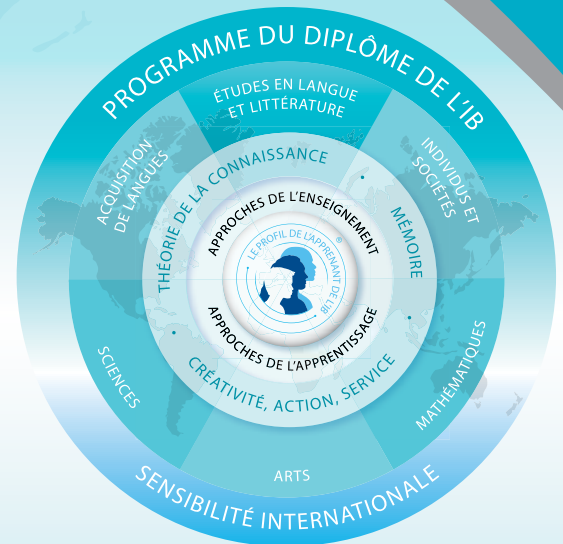 PROGRAMME DU DIPLÔME DE L'IB
ÉTUDES EN LANGUE
ET LITTÉRATURE
ACQUISITION
DE LANGUES
INDIVIDUS ET
SOCIÉTÉS
THÉORIE DE LA CONNAISSANCE
MÉMOIRE
APPROCHES DE L'ENSEIGNEMENT
LE PROFIL DE L'APPRENANT DE L'IB
®
APPROCHES DE L'APPRENTISSAGE
CRÉATIVITÉ, ACTION, SERVICE
SCIENCES
MATHÉMATIQUES
ARTS
SENSIBILITÉ INTERNATIONALE